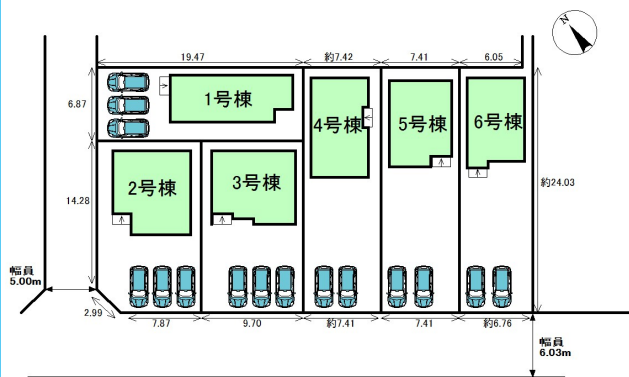 N
19.47
約7.42
7.41
6.05
6.87
1号棟
4号棟
5号棟
6号棟
14.28
2号棟
3号棟
約24.03
幅員
5.00m
2.99
7.87
9.70
約7.41
7.41
約6.76
幅員
6.03m